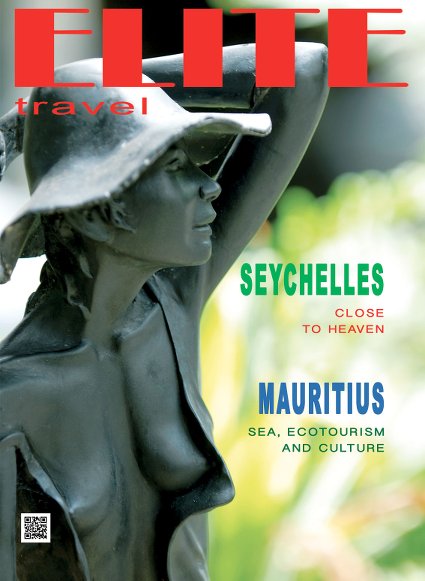 ELITE
travel
SEYCHELLES
CLOSE
TO HEAVEN
MAURITIUS
SEA, ECOTOURISM
AND CULTURE